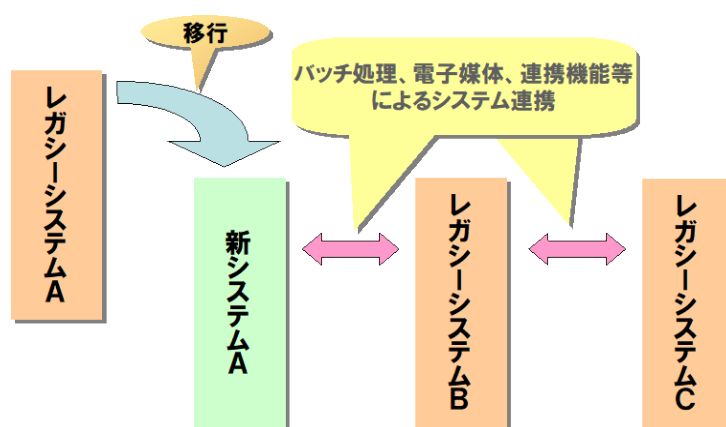 移行
バッチ処理、電子媒体、連携機能等
によるシステム連携
レガシーシステムA
新システムA
レガシーシステムB
レガシーシステムC